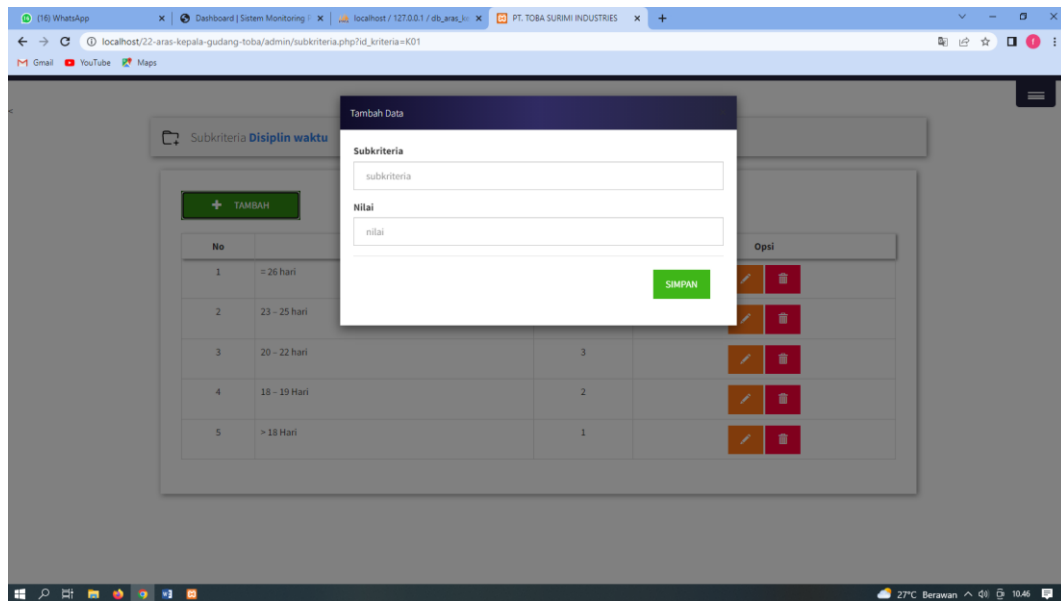 (16) WhatsApp
Dashboard | Sistem Monitoring
localhost / 127.0.0.1 / db_aras_k
PT. TOBA SURIMI INDUSTRIES
localhost/22-aras-kepala-gudang-toba/admin/subkriteria.php?id_kriteria=K01
Gmail YouTube Maps
<
Tambah Data
Subkriteria Disiplin waktu
Subkriteria
subkriteria
TAMBAH
Nilai
nilai
No Opsi
SIMPAN
1 = 26 hari
2 23 – 25 hari
3 20 – 22 hari 3
4 18 – 19 Hari 2
5 > 18 Hari 1
27°C Berawan 10.46